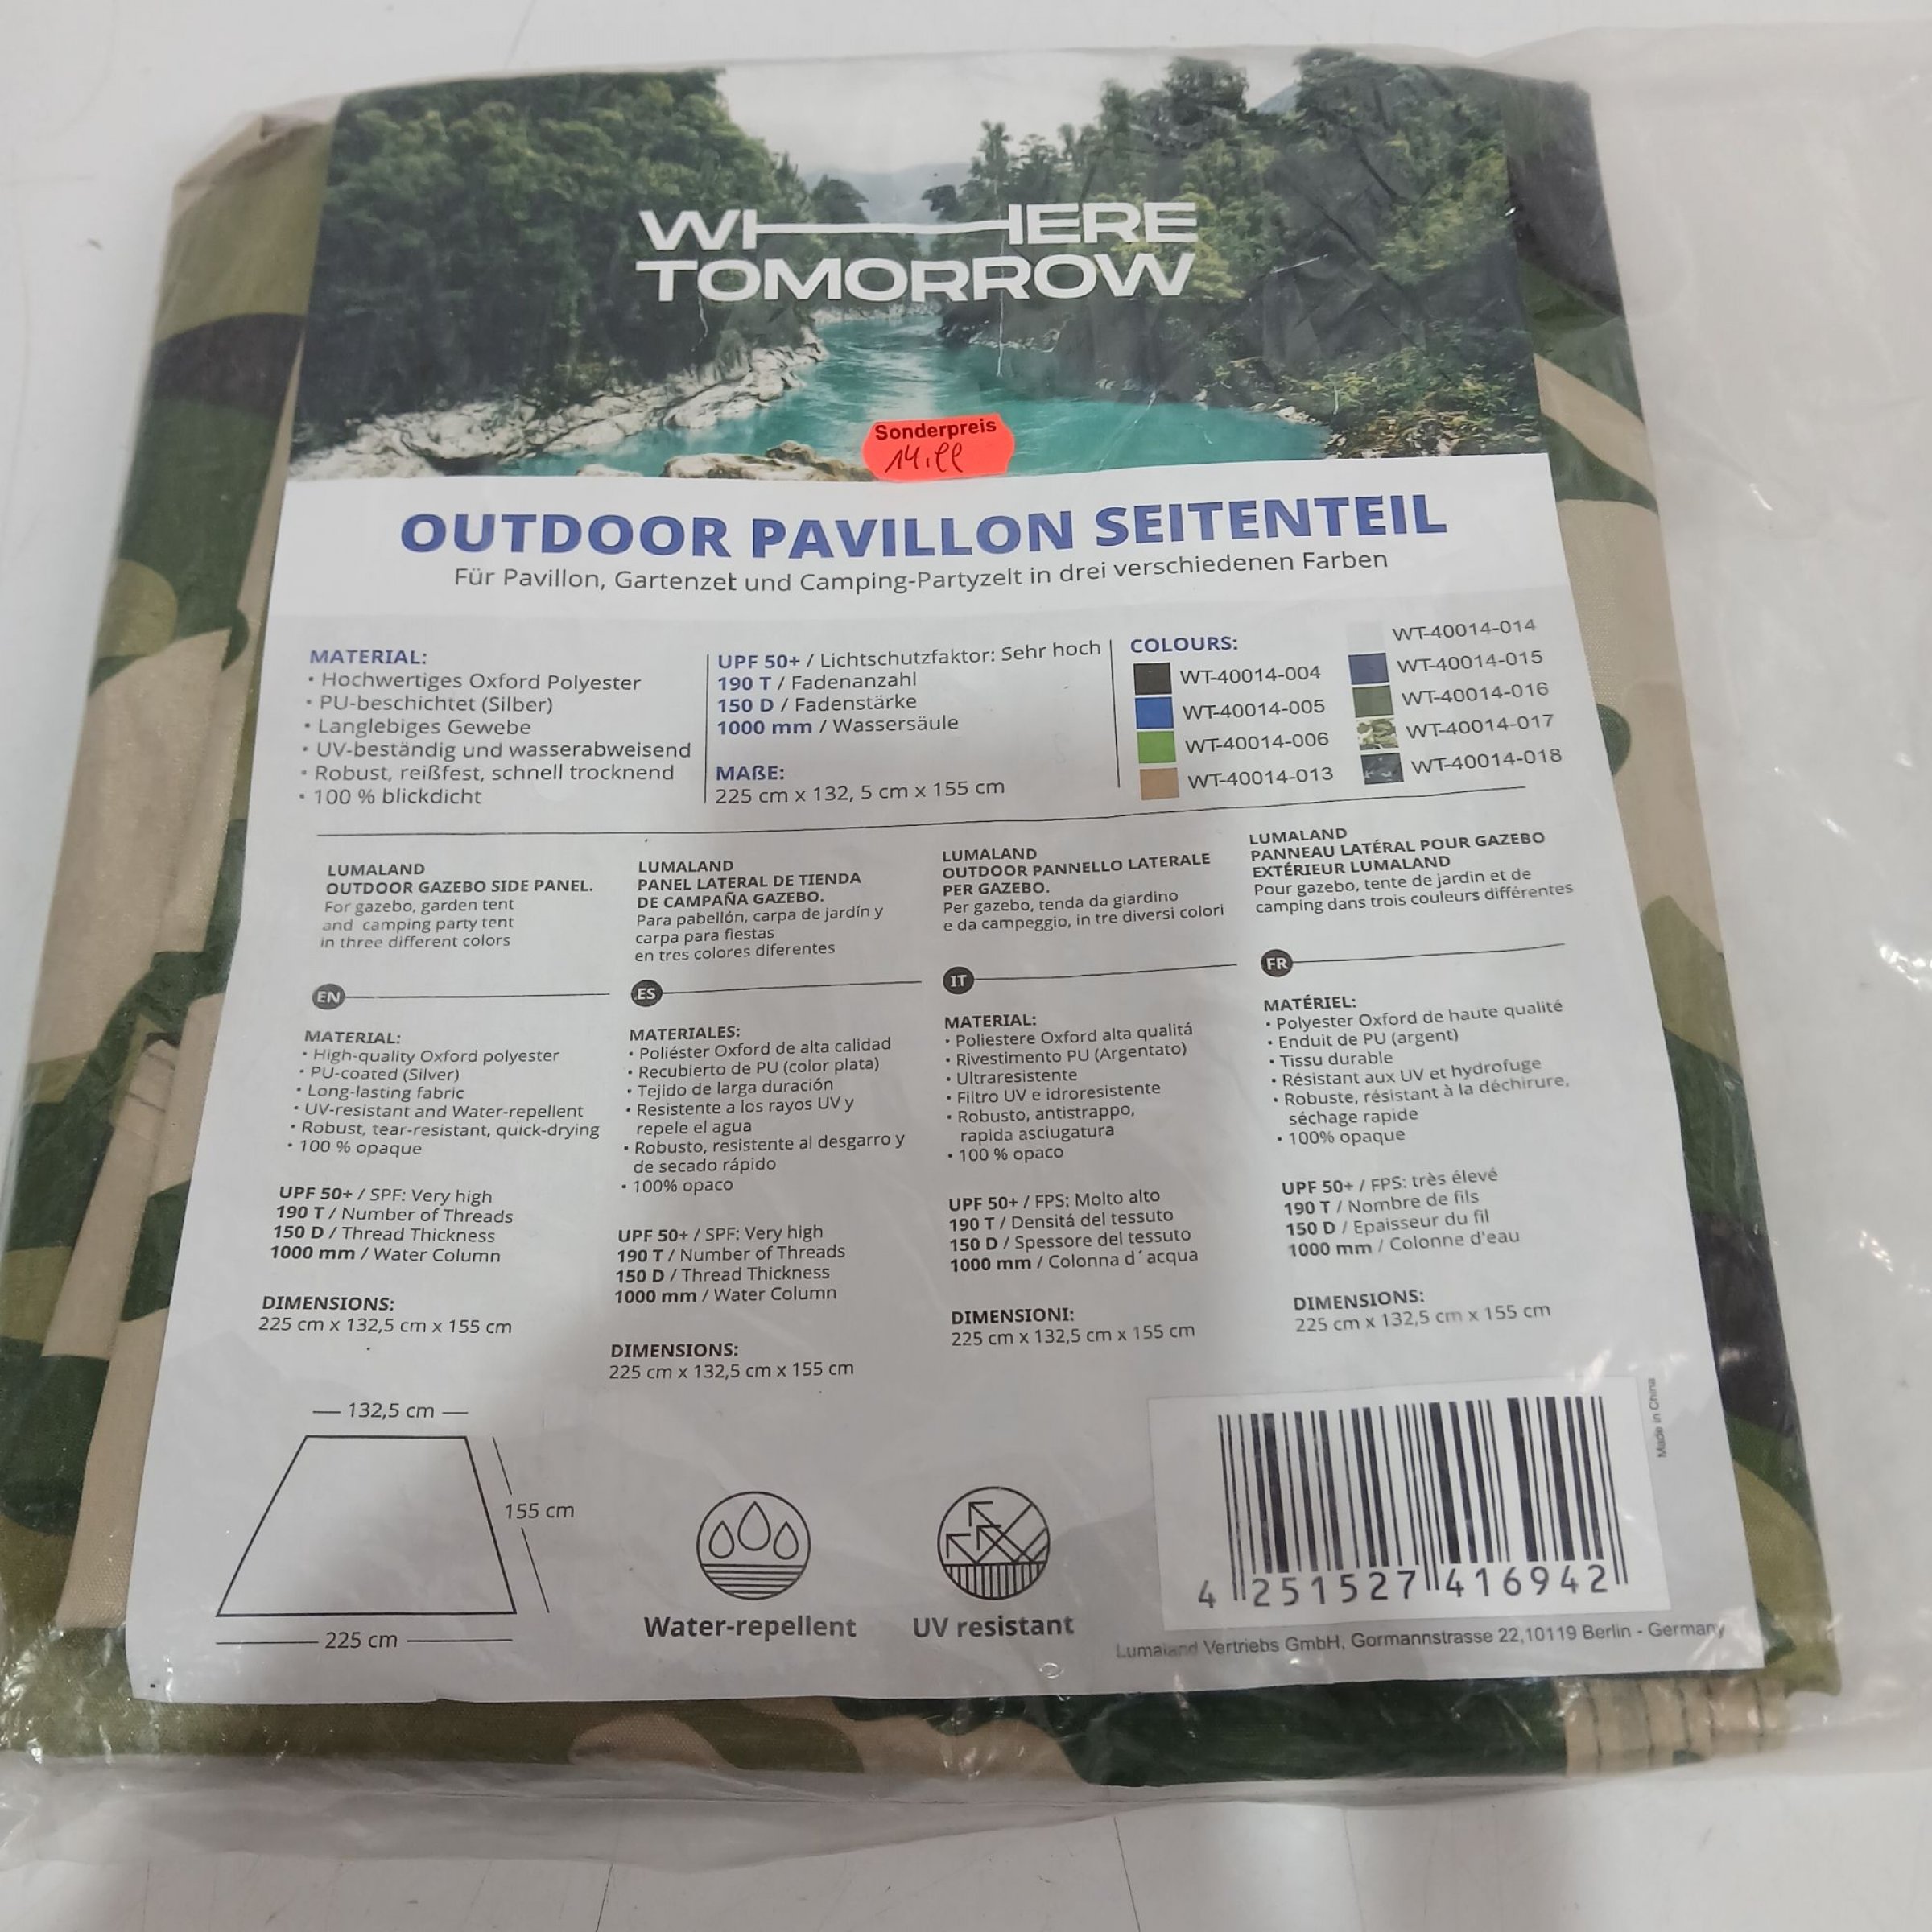 WHERE
TOMORROW
Sonderpreis
14.99
OUTDOOR PAVILLON SEITENTEIL
Für Pavillon, Gartenzet und Camping-Partyzelt in drei verschiedenen Farben
MATERIAL:
• Hochwertiges Oxford Polyester
• PU-beschichtet (Silber)
• Langlebiges Gewebe
• UV-beständig und wasserabweisend
• Robust, reißfest, schnell trocknend
• 100 % blickdicht
UPF 50+ / Lichtschutzfaktor: Sehr hoch
190 T / Fadenanzahl
150 D / Fadenstärke
1000 mm / Wassersäule
MAßE:
225 cm x 132, 5 cm x 155 cm
COLOURS:
WT-40014-004
WT-40014-005
WT-40014-006
WT-40014-013
WT-40014-014
WT-40014-015
WT-40014-016
WT-40014-017
WT-40014-018
LUMALAND
OUTDOOR GAZEBO SIDE PANEL.
For gazebo, garden tent
and camping party tent
in three different colors
EN
MATERIAL:
• High-quality Oxford polyester
• PU-coated (Silver)
• Long-lasting fabric
• UV-resistant and Water-repellent
• Robust, tear-resistant, quick-drying
• 100 % opaque
UPF 50+ / SPF: Very high
190 T / Number of Threads
150 D / Thread Thickness
1000 mm / Water Column
DIMENSIONS:
225 cm x 132,5 cm x 155 cm
LUMALAND
PANEL LATERAL DE TIENDA
DE CAMPAÑA GAZEBO.
Para pabellón, carpa de jardín y
carpa para fiestas
en tres colores diferentes
ES
MATERIALES:
• Poliéster Oxford de alta calidad
• Recubierto de PU (color plata)
• Tejido de larga duración
• Resistente a los rayos UV y
repele el agua
• Robusto, resistente al desgarro y
de secado rápido
• 100% opaco
UPF 50+ / SPF: Very high
190 T / Number of Threads
150 D / Thread Thickness
1000 mm / Water Column
DIMENSIONS:
225 cm x 132,5 cm x 155 cm
LUMALAND
OUTDOOR PANNELLO LATERALE
PER GAZEBO.
Per gazebo, tenda da giardino
e da campeggio, in tre diversi colori
IT
MATERIAL:
• Poliestere Oxford alta qualitá
• Rivestimento PU (Argentato)
• Ultraresistente
• Filtro UV e idroresistente
• Robusto, antistrappo,
rapida asciugatura
• 100 % opaco
UPF 50+ / FPS: Molto alto
190 T / Densitá del tessuto
150 D / Spessore del tessuto
1000 mm / Colonna d´acqua
DIMENSIONI:
225 cm x 132,5 cm x 155 cm
LUMALAND
PANNEAU LATÉRAL POUR GAZEBO
EXTÉRIEUR LUMALAND
Pour gazebo, tente de jardin et de
camping dans trois couleurs différentes
FR
MATÉRIEL:
• Polyester Oxford de haute qualité
• Enduit de PU (argent)
• Tissu durable
• Résistant aux UV et hydrofuge
• Robuste, résistant à la déchirure,
séchage rapide
• 100% opaque
UPF 50+ / FPS: très élevé
190 T / Nombre de fils
150 D / Epaisseur du fil
1000 mm / Colonne d'eau
DIMENSIONS:
225 cm x 132,5 cm x 155 cm
132,5 cm
155 cm
225 cm
Water-repellent
UV resistant
Made in China
4 251527 416942
Lumaland Vertriebs GmbH, Gormannstrasse 22,10119 Berlin - Germany